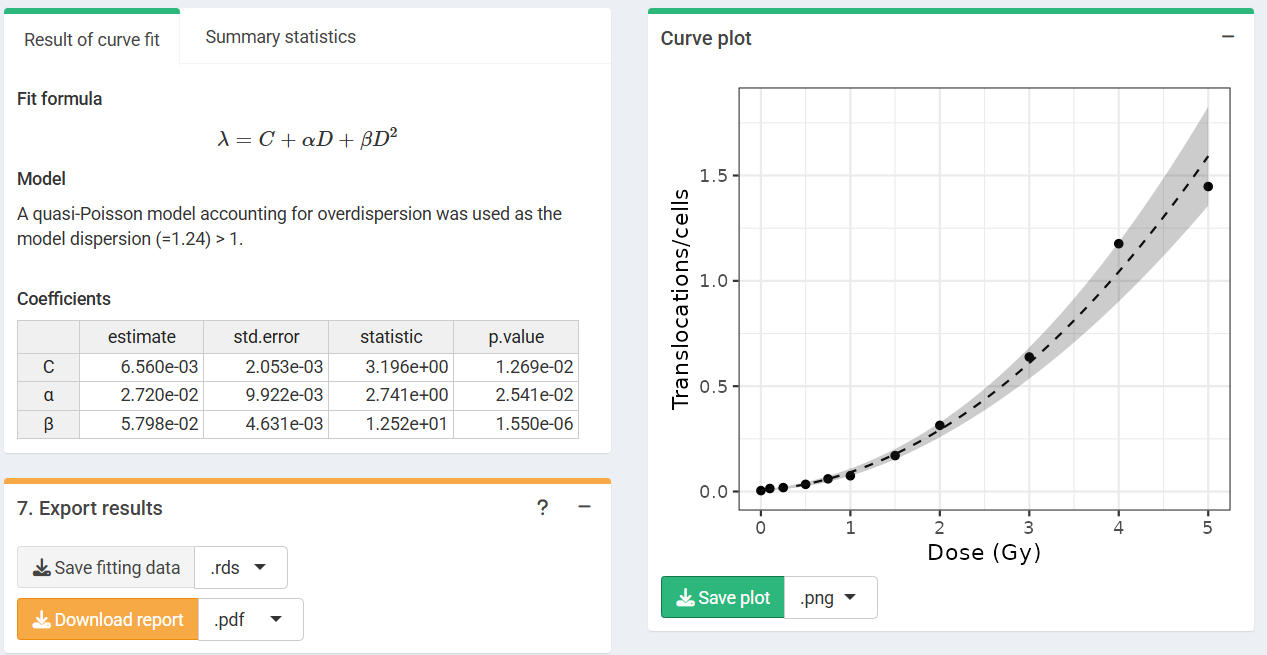 Result of curve fit
Summary statistics
Fit formula
λ = C + αD + βD²
Model
A quasi-Poisson model accounting for overdispersion was used as the
model dispersion (=1.24) > 1.
Coefficients
estimate std.error statistic p.value
C 6.560e-03 2.053e-03 3.196e+00 1.269e-02
α 2.720e-02 9.922e-03 2.741e+00 2.541e-02
β 5.798e-02 4.631e-03 1.252e+01 1.550e-06
7. Export results ? −
Save fitting data .rds
Download report .pdf
Curve plot −
Translocations/cells
1.5
1.0
0.5
0.0
0 1 2 3 4 5
Dose (Gy)
Save plot .png